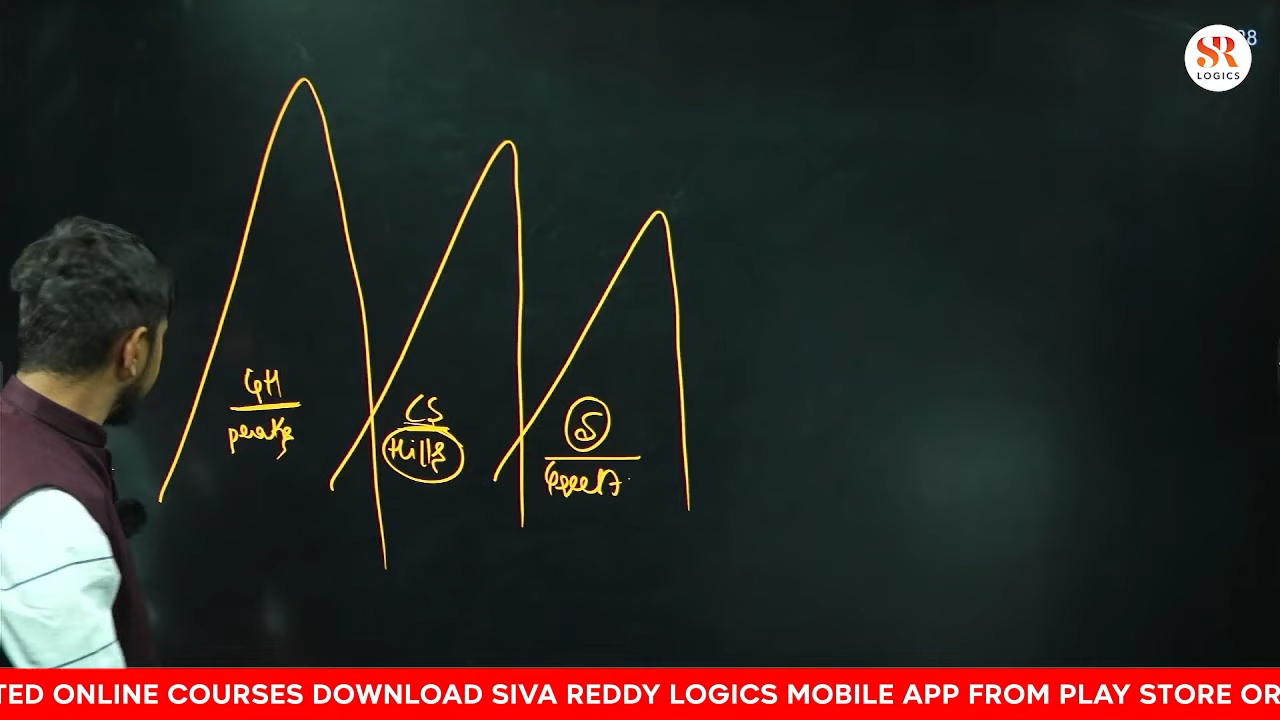 SR
LOGICS
GH
peaks
CS
Hills
S
TED ONLINE COURSES DOWNLOAD SIVA REDDY LOGICS MOBILE APP FROM PLAY STORE OR